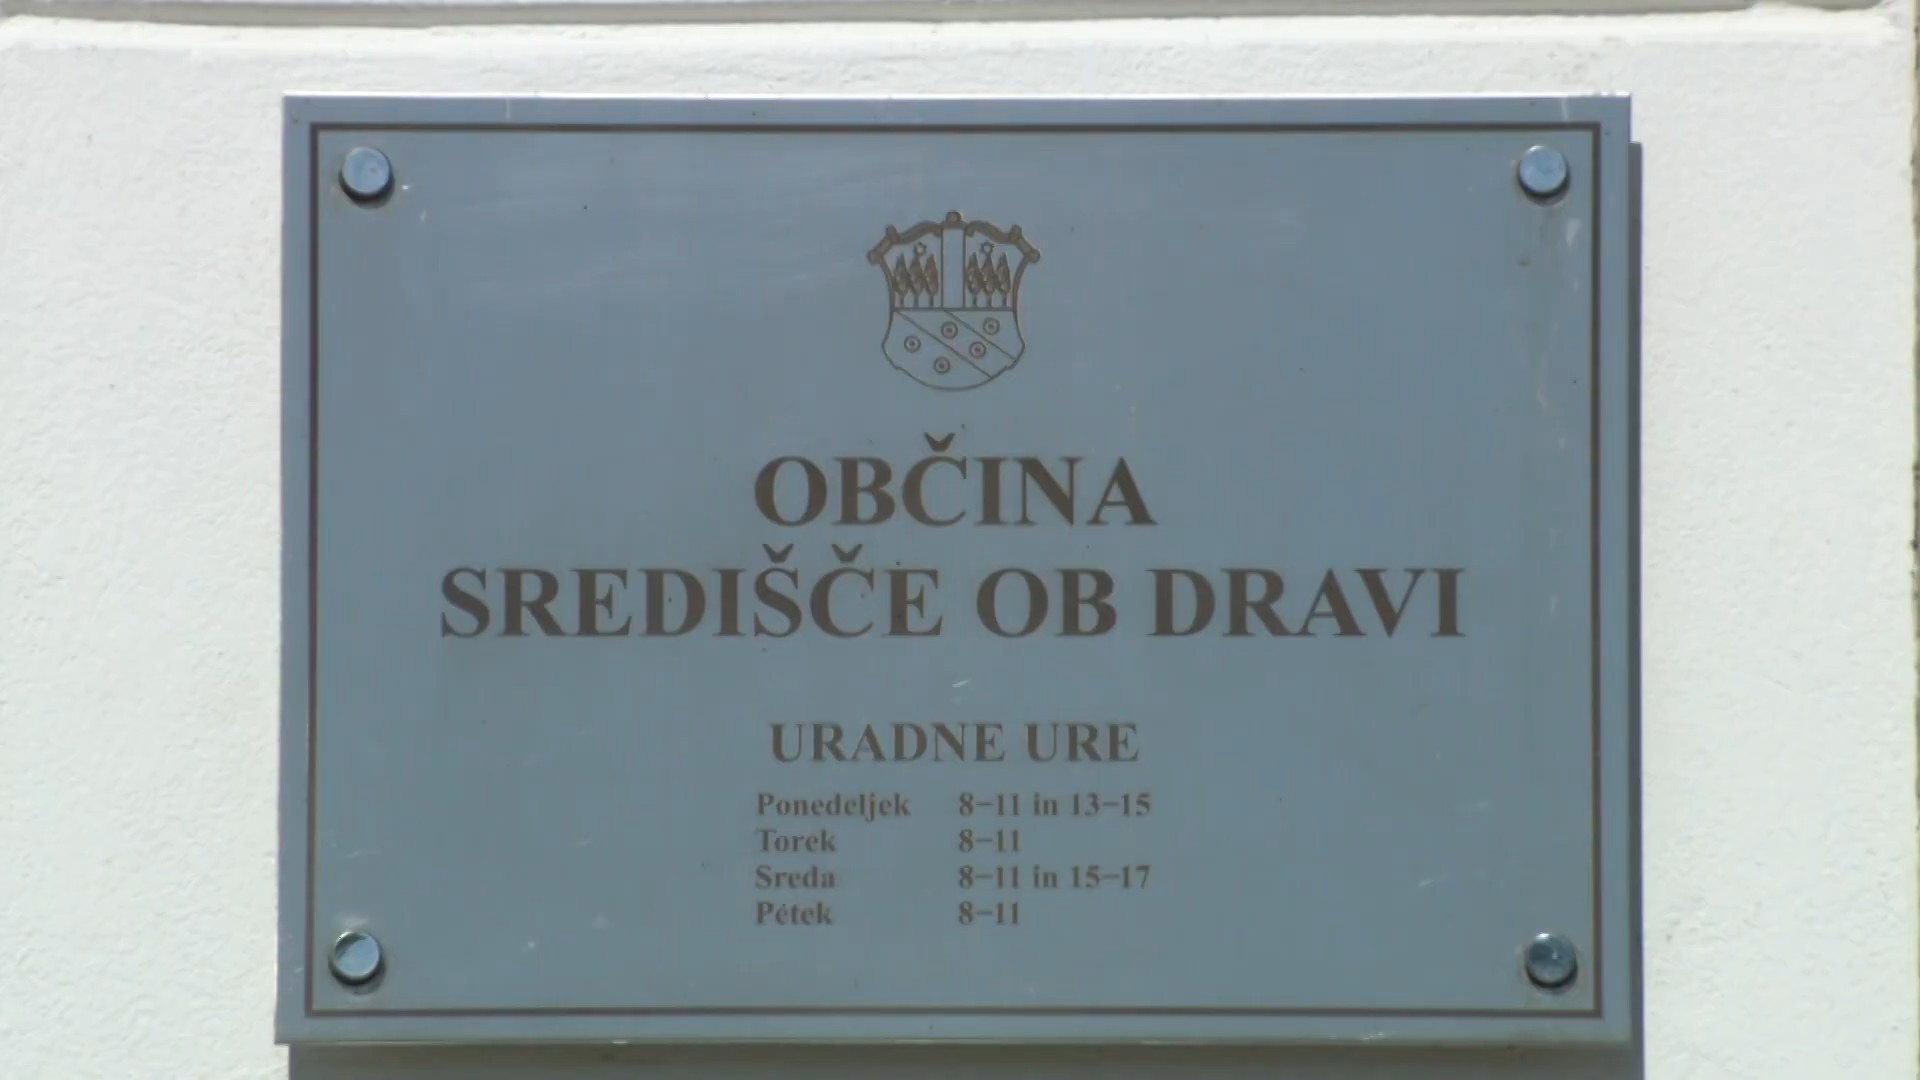 OBČINA
SREDIŠČE OB DRAVI
URADNE URE
Ponedeljek 8–11 in 13–15
Torek 8–11
Sreda 8–11 in 15–17
Petek 8–11